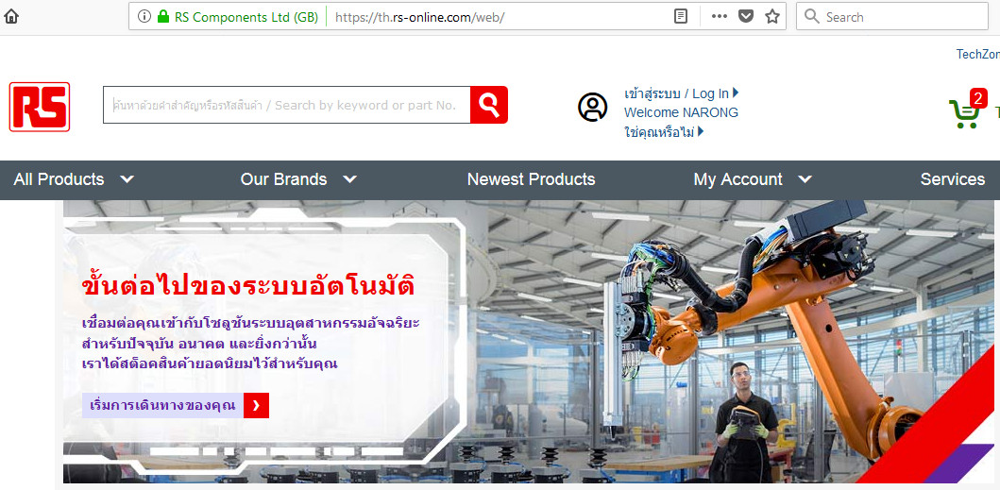 RS Components Ltd (GB)
https://th.rs-online.com/web/
Search
TechZon
RS
ค้นหาด้วยคำสำคัญหรือรหัสสินค้า / Search by keyword or part No.
เข้าสู่ระบบ / Log In
Welcome NARONG
ใช่คุณหรือไม่
2
All Products
Our Brands
Newest Products
My Account
Services
ขั้นต่อไปของระบบอัตโนมัติ
เชื่อมต่อคุณเข้ากับโซลูชันระบบอุตสาหกรรมอัจฉริยะ
สำหรับปัจจุบัน อนาคต และยิ่งกว่านั้น
เราได้สต็อคสินค้ายอดนิยมไว้สำหรับคุณ
เริ่มการเดินทางของคุณ